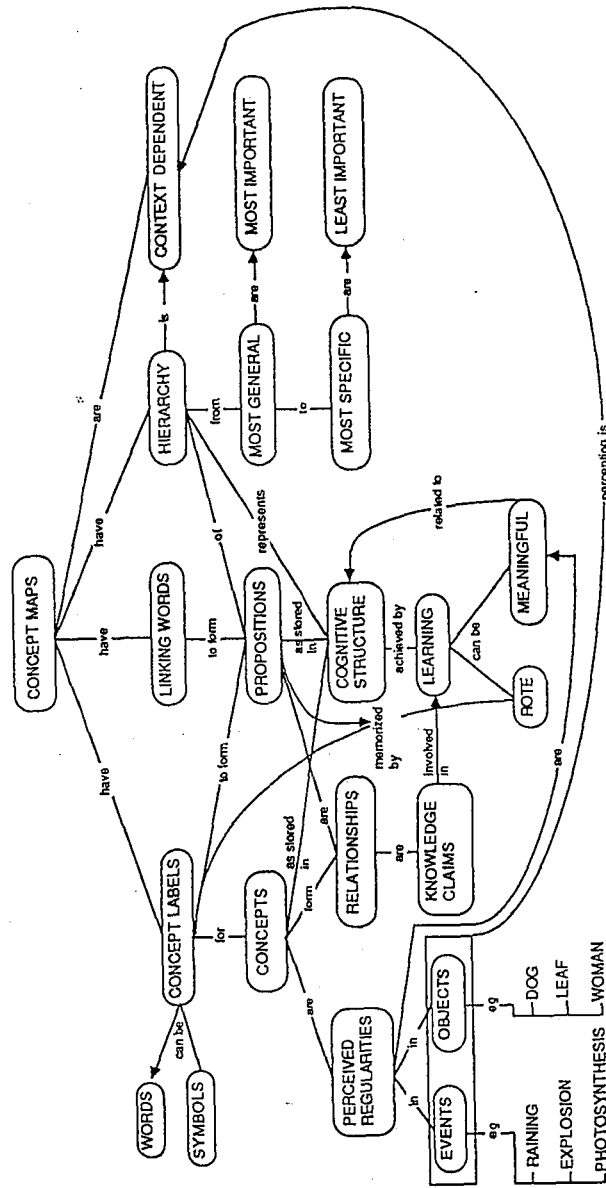 CONCEPT MAPS
have
have
have
are
WORDS
SYMBOLS
can be
CONCEPT LABELS
LINKING WORDS
HIERARCHY
is
CONTEXT DEPENDENT
for
to form
to form
of
from
represents
CONCEPTS
PROPOSITIONS
MOST GENERAL
are
MOST IMPORTANT
to
are
form
as stored
in
are
as stored
in
PERCEIVED
REGULARITIES
RELATIONSHIPS
COGNITIVE
STRUCTURE
MOST SPECIFIC
are
LEAST IMPORTANT
memorized
by
achieved by
related to
in
in
are
KNOWLEDGE
CLAIMS
involved
in
LEARNING
can be
EVENTS
OBJECTS
ROTE
MEANINGFUL
are
eg
eg
RAINING
EXPLOSION
PHOTOSYNTHESIS
DOG
LEAF
WOMAN
perception is